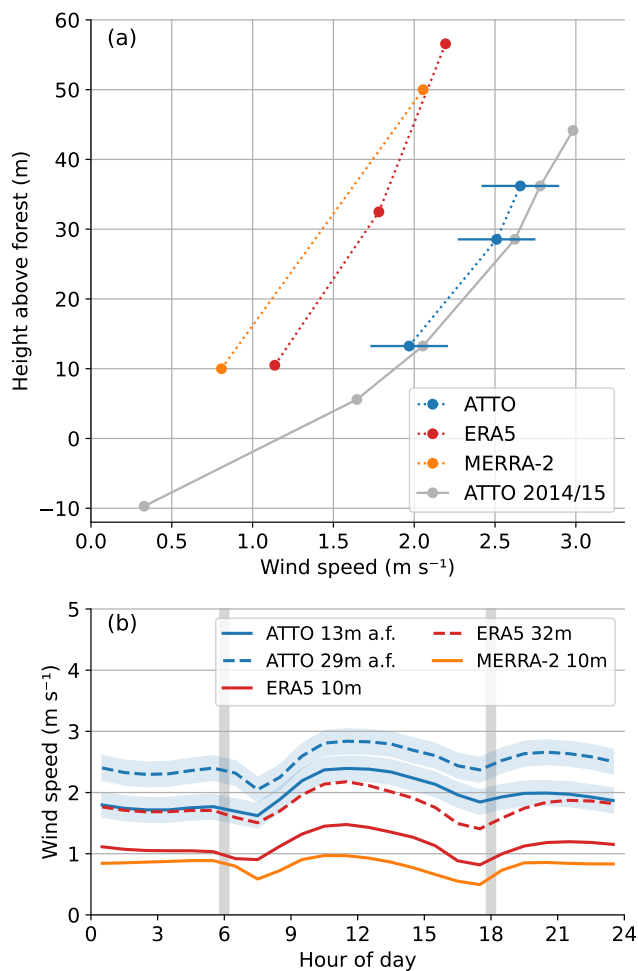 (a)
60
50
40
30
20
10
0
−10
Height above forest (m)
ATTO
ERA5
MERRA-2
ATTO 2014/15
0.0 0.5 1.0 1.5 2.0 2.5 3.0
Wind speed (m s⁻¹)
(b)
5
4
3
2
1
0
Wind speed (m s⁻¹)
ATTO 13m a.f.
ATTO 29m a.f.
ERA5 10m
ERA5 32m
MERRA-2 10m
0 3 6 9 12 15 18 21 24
Hour of day